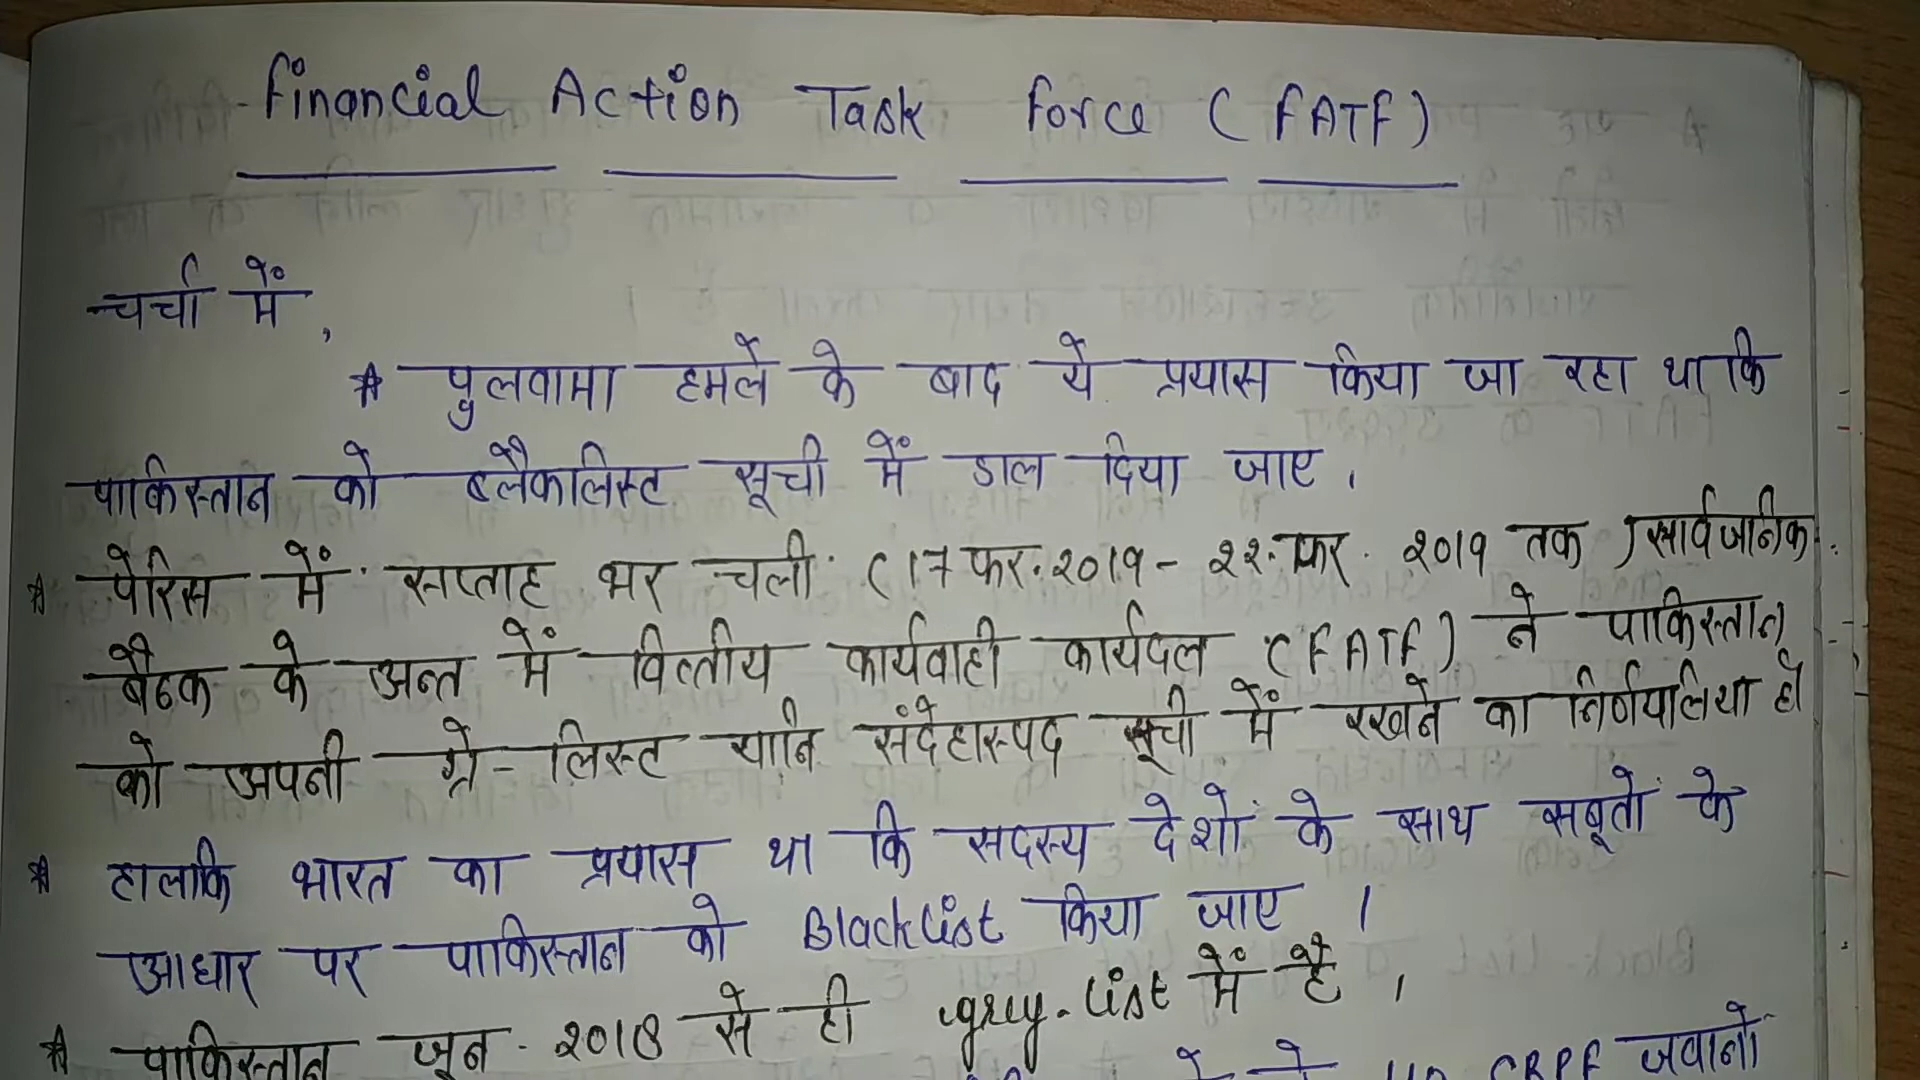 Financial Action Task Force (FATF)
चर्चा में,
* पुलवामा हमले के बाद ये प्रयास किया जा रहा था कि
पाकिस्तान को ब्लैकलिस्ट सूची में डाल दिया जाए ।
* पेरिस में सप्ताह भर चली (17 फर. 2019 - 22 फर. 2019 तक) सार्वजनिक
बैठक के अन्त में वित्तीय कार्यवाही कार्यदल (FATF) ने पाकिस्तान
को अपनी ग्रे-लिस्ट यानि संदेहास्पद सूची में रखने का निर्णय लिया है
* हालांकि भारत का प्रयास था कि सदस्य देशों के साथ सबूतों के
आधार पर पाकिस्तान को Blacklist किया जाए ।
* पाकिस्तान जून - 2018 से ही grey-list में है ।
CRPF जवानों